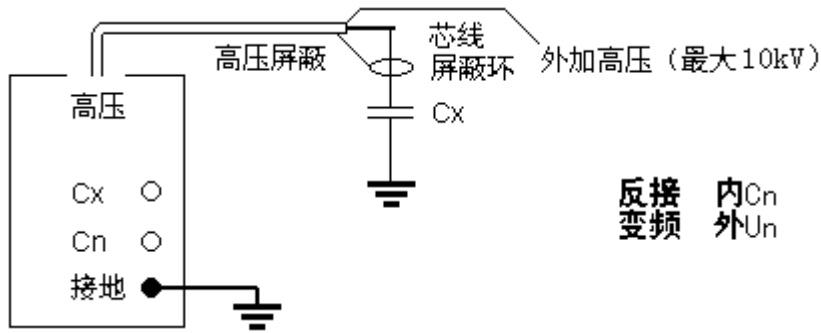 芯线
高压屏蔽
屏蔽环
外加高压（最大10kV）
高压
Cx
Cx
Cn
接地
反接 内Cn
变频 外Un